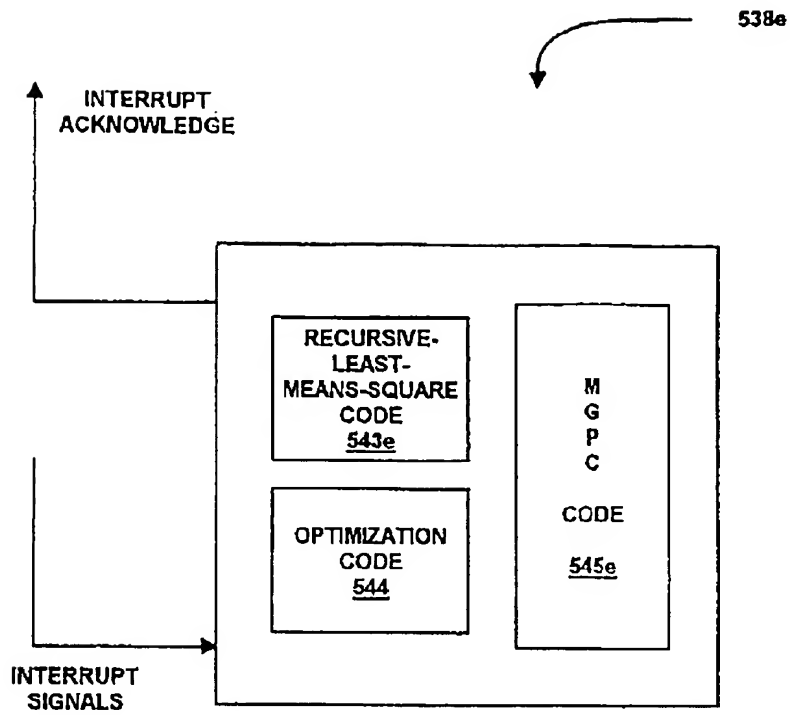 538e
INTERRUPT
ACKNOWLEDGE
RECURSIVE-
LEAST-
MEANS-SQUARE
CODE
543e
OPTIMIZATION
CODE
544
M
G
P
C
CODE
545e
INTERRUPT
SIGNALS